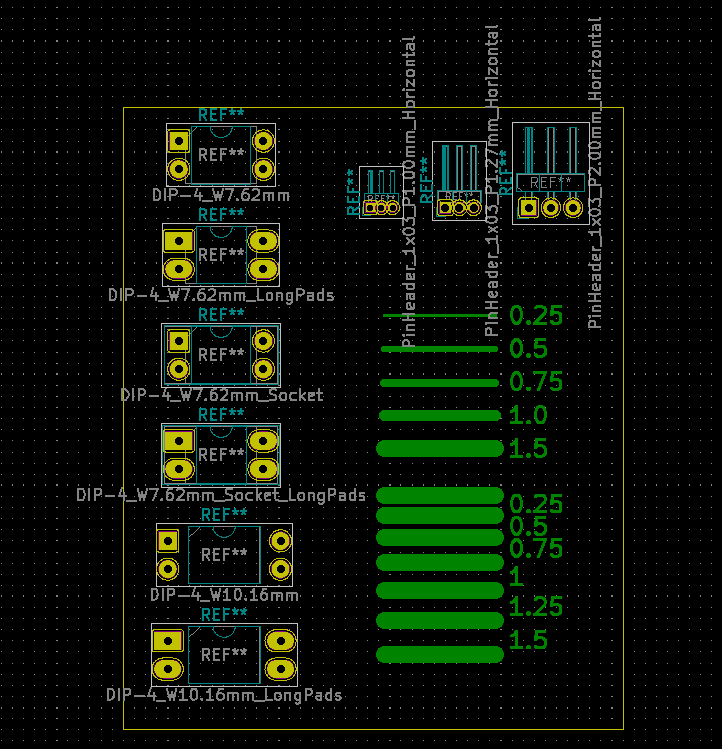 REF**
REF**
DIP-4_W7.62mm
REF**
REF**
DIP-4_W7.62mm_LongPads
REF**
REF**
DIP-4_W7.62mm_Socket
REF**
REF**
DIP-4_W7.62mm_Socket_LongPads
REF**
REF**
DIP-4_W10.16mm
REF**
REF**
DIP-4_W10.16mm_LongPads
REF**
REF**
PinHeader_1x03_P1.00mm_Horizontal
REF**
REF**
PinHeader_1x03_P1.27mm_Horizontal
REF**
REF**
PinHeader_1x03_P2.00mm_Horizontal
0.25
0.5
0.75
1.0
1.5
0.25
0.5
0.75
1
1.25
1.5